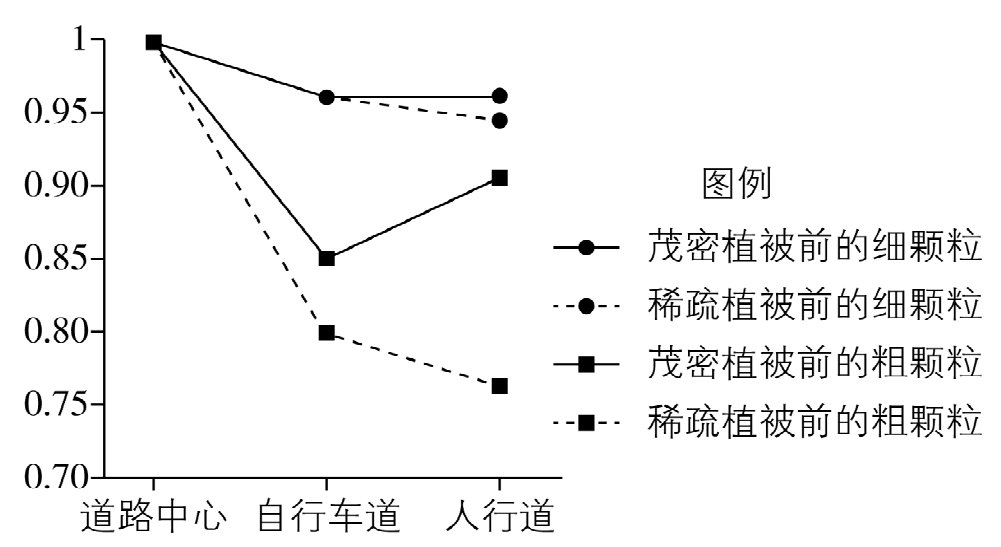 1
0.95
0.90
0.85
0.80
0.75
0.70
道路中心 自行车道 人行道
图例
茂密植被前的细颗粒
稀疏植被前的细颗粒
茂密植被前的粗颗粒
稀疏植被前的粗颗粒